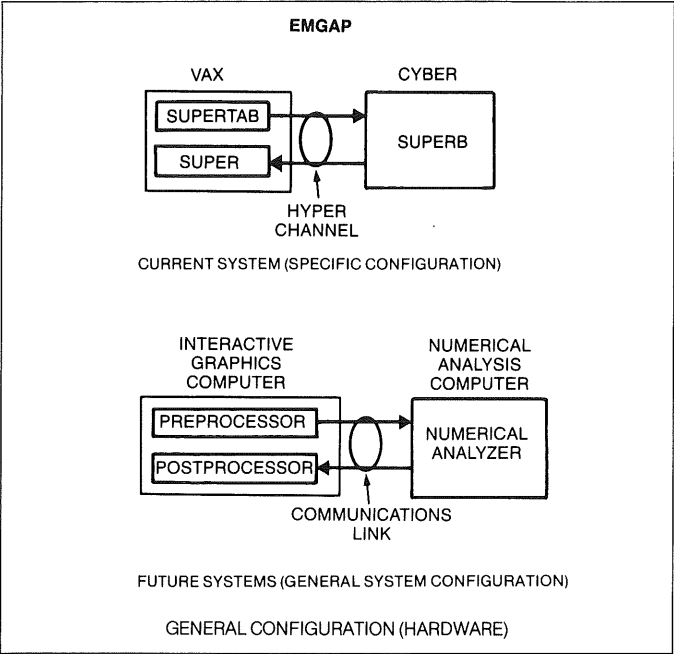 EMGAP
VAX
CYBER
SUPERTAB
SUPER
SUPERB
HYPER
CHANNEL
CURRENT SYSTEM (SPECIFIC CONFIGURATION)
INTERACTIVE
GRAPHICS
COMPUTER
NUMERICAL
ANALYSIS
COMPUTER
PREPROCESSOR
POSTPROCESSOR
NUMERICAL
ANALYZER
COMMUNICATIONS
LINK
FUTURE SYSTEMS (GENERAL SYSTEM CONFIGURATION)
GENERAL CONFIGURATION (HARDWARE)